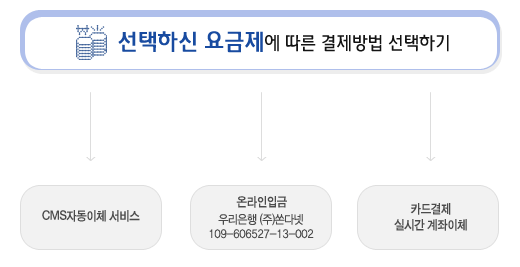 선택하신 요금제에 따른 결제방법 선택하기
CMS자동이체 서비스
온라인입금
우리은행 (주)쏜다넷
109-606527-13-002
카드결제
실시간 계좌이체